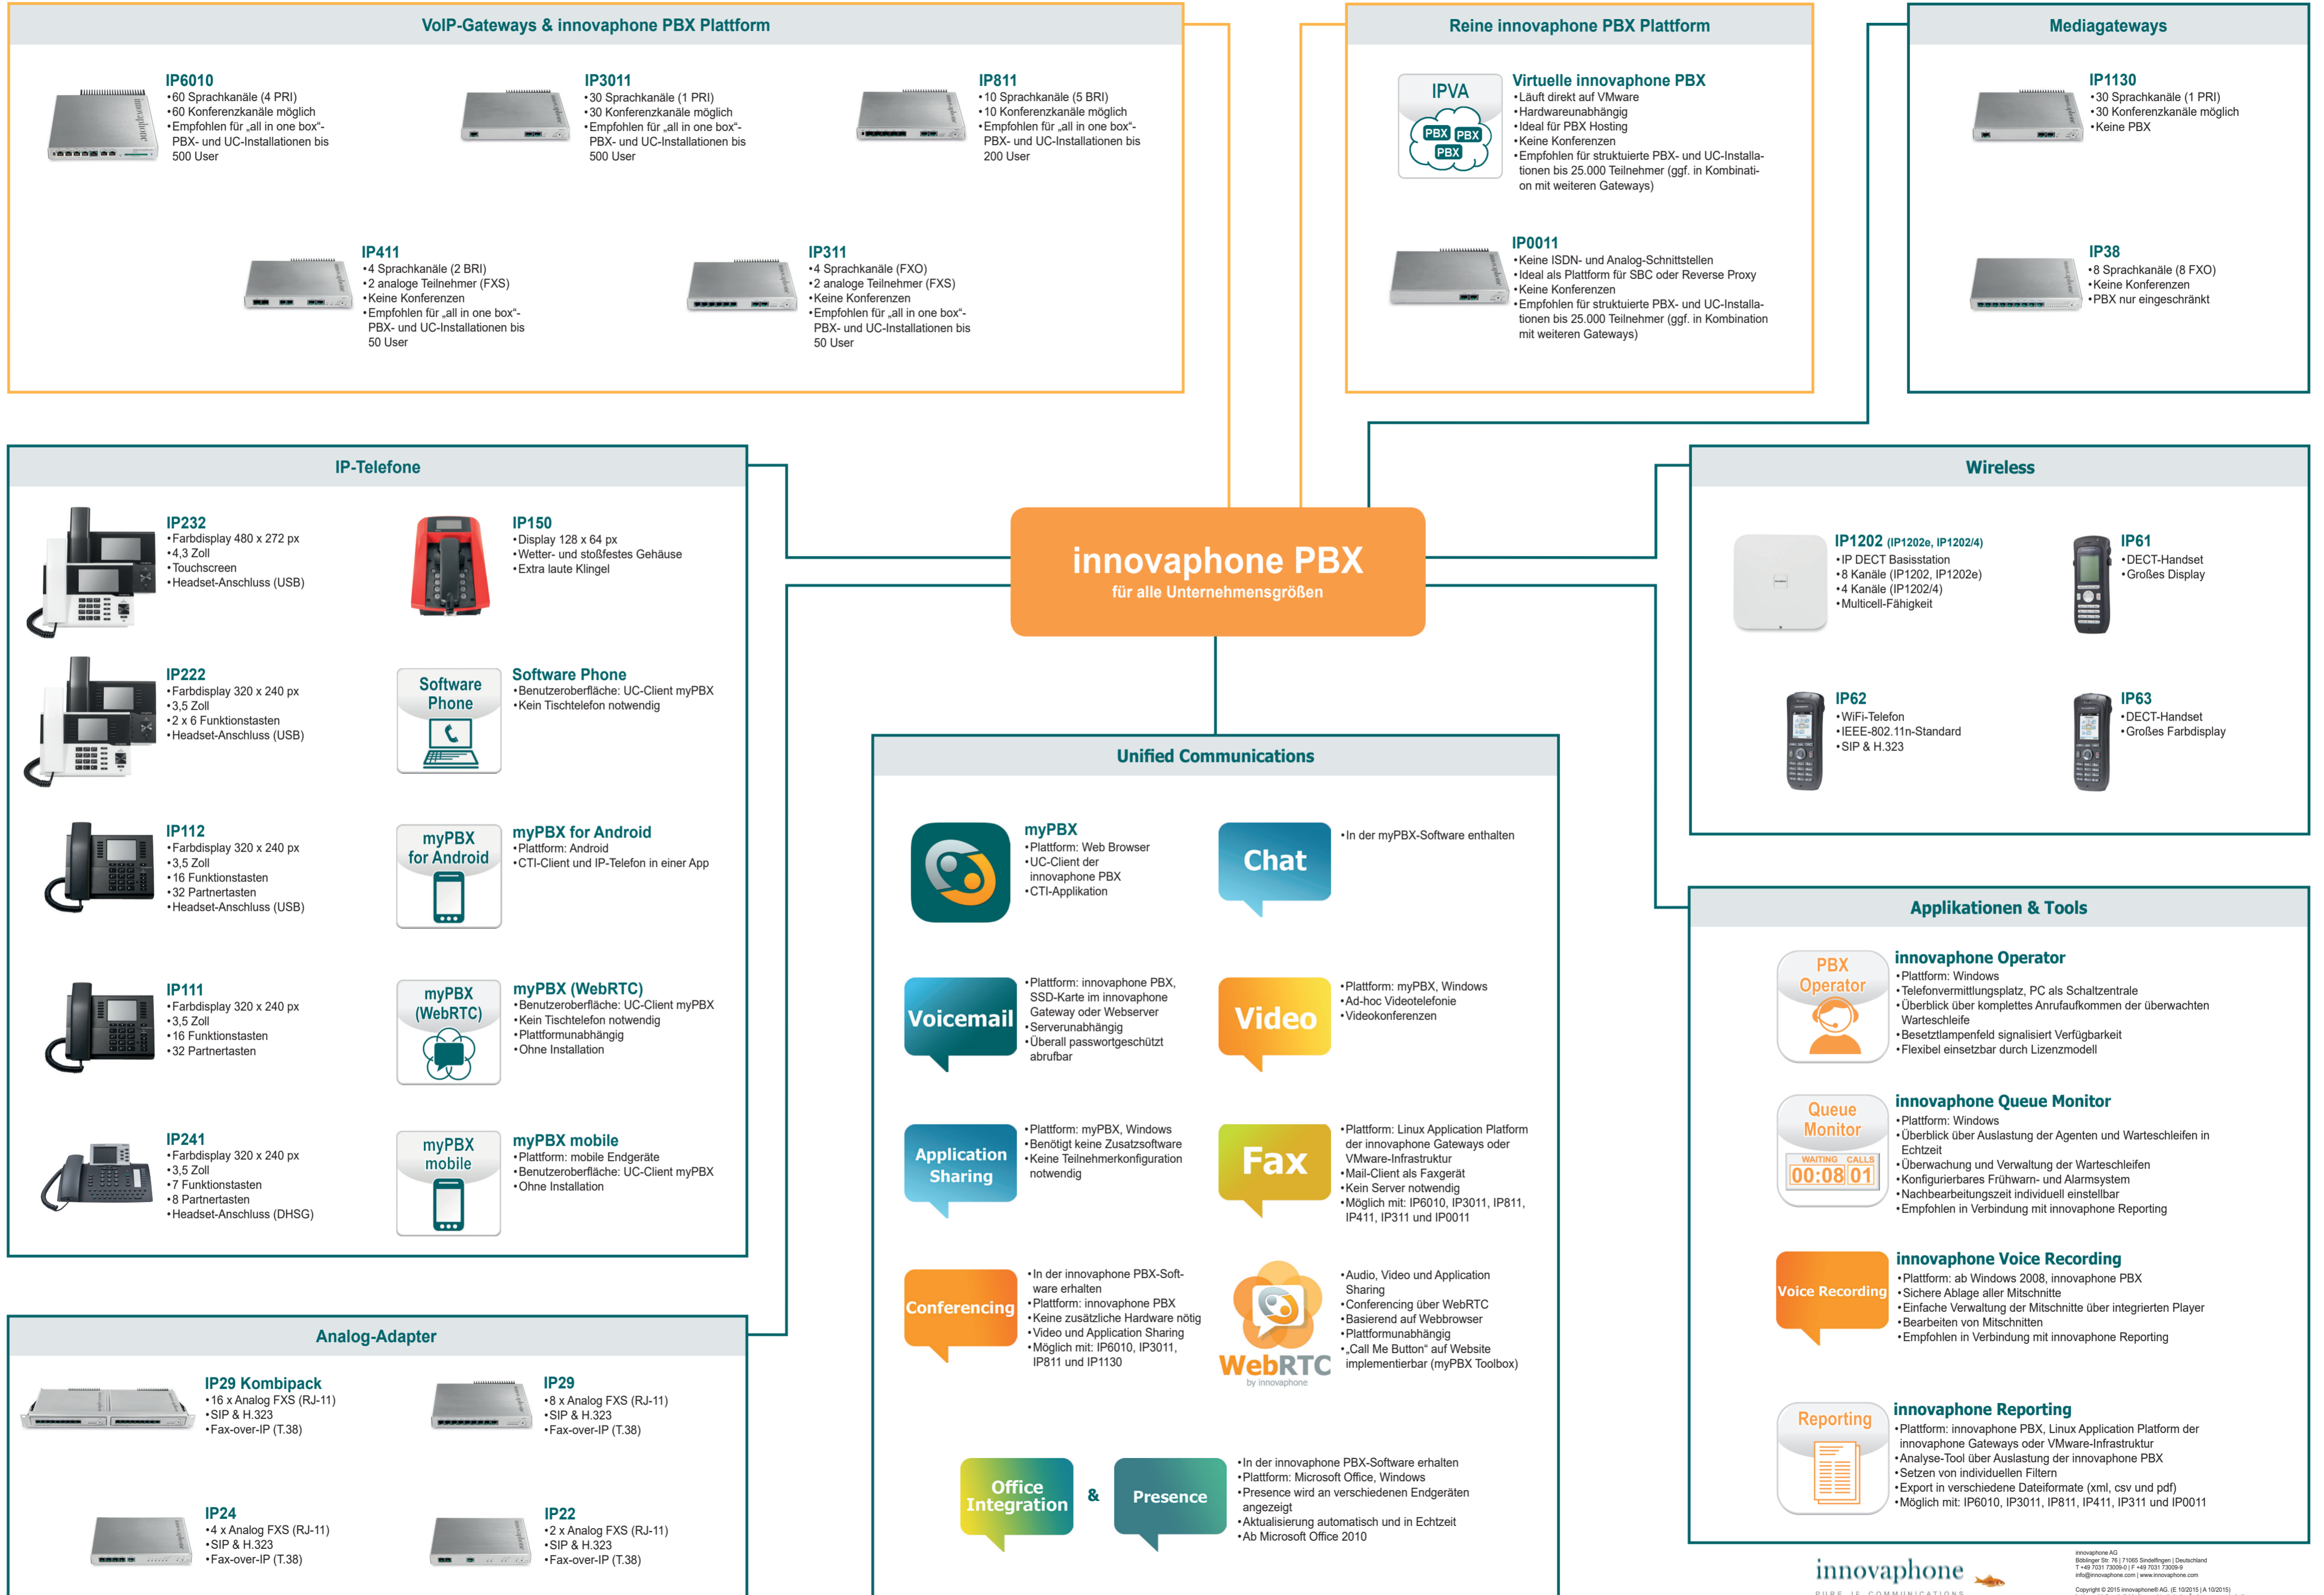 VoIP-Gateways & innovaphone PBX Plattform
IP6010
•60 Sprachkanäle (4 PRI)
•60 Konferenzkanäle möglich
•Empfohlen für „all in one box“-
PBX- und UC-Installationen bis
500 User
IP3011
•30 Sprachkanäle (1 PRI)
•30 Konferenzkanäle möglich
•Empfohlen für „all in one box“-
PBX- und UC-Installationen bis
500 User
IP811
•10 Sprachkanäle (5 BRI)
•10 Konferenzkanäle möglich
•Empfohlen für „all in one box“-
PBX- und UC-Installationen bis
200 User
IP411
•4 Sprachkanäle (2 BRI)
•2 analoge Teilnehmer (FXS)
•Keine Konferenzen
•Empfohlen für „all in one box“-
PBX- und UC-Installationen bis
50 User
IP311
•4 Sprachkanäle (FXO)
•2 analoge Teilnehmer (FXS)
•Keine Konferenzen
•Empfohlen für „all in one box“-
PBX- und UC-Installationen bis
50 User
Reine innovaphone PBX Plattform
IPVA
PBX PBX
PBX
Virtuelle innovaphone PBX
•Läuft direkt auf VMware
•Hardwareunabhängig
•Ideal für PBX Hosting
•Keine Konferenzen
•Empfohlen für struktuierte PBX- und UC-Installa-
tionen bis 25.000 Teilnehmer (ggf. in Kombinati-
on mit weiteren Gateways)
IP0011
•Keine ISDN- und Analog-Schnittstellen
•Ideal als Plattform für SBC oder Reverse Proxy
•Keine Konferenzen
•Empfohlen für struktuierte PBX- und UC-Installa-
tionen bis 25.000 Teilnehmer (ggf. in Kombination
mit weiteren Gateways)
Mediagateways
IP1130
•30 Sprachkanäle (1 PRI)
•30 Konferenzkanäle möglich
•Keine PBX
IP38
•8 Sprachkanäle (8 FXO)
•Keine Konferenzen
•PBX nur eingeschränkt
IP-Telefone
IP232
•Farbdisplay 480 x 272 px
•4,3 Zoll
•Touchscreen
•Headset-Anschluss (USB)
IP150
•Display 128 x 64 px
•Wetter- und stoßfestes Gehäuse
•Extra laute Klingel
IP222
•Farbdisplay 320 x 240 px
•3,5 Zoll
•2 x 6 Funktionstasten
•Headset-Anschluss (USB)
Software
Phone
Software Phone
•Benutzeroberfläche: UC-Client myPBX
•Kein Tischtelefon notwendig
IP112
•Farbdisplay 320 x 240 px
•3,5 Zoll
•16 Funktionstasten
•32 Partnertasten
•Headset-Anschluss (USB)
myPBX
for Android
myPBX for Android
•Plattform: Android
•CTI-Client und IP-Telefon in einer App
IP111
•Farbdisplay 320 x 240 px
•3,5 Zoll
•16 Funktionstasten
•32 Partnertasten
myPBX
(WebRTC)
myPBX (WebRTC)
•Benutzeroberfläche: UC-Client myPBX
•Kein Tischtelefon notwendig
•Plattformunabhängig
•Ohne Installation
IP241
•Farbdisplay 320 x 240 px
•3,5 Zoll
•7 Funktionstasten
•8 Partnertasten
•Headset-Anschluss (DHSG)
myPBX
mobile
myPBX mobile
•Plattform: mobile Endgeräte
•Benutzeroberfläche: UC-Client myPBX
•Ohne Installation
innovaphone PBX
für alle Unternehmensgrößen
Wireless
IP1202 (IP1202e, IP1202/4)
•IP DECT Basisstation
•8 Kanäle (IP1202, IP1202e)
•4 Kanäle (IP1202/4)
•Multicell-Fähigkeit
IP61
•DECT-Handset
•Großes Display
IP62
•WiFi-Telefon
•IEEE-802.11n-Standard
•SIP & H.323
IP63
•DECT-Handset
•Großes Farbdisplay
Unified Communications
myPBX
•Plattform: Web Browser
•UC-Client der
innovaphone PBX
•CTI-Applikation
Chat
•In der myPBX-Software enthalten
Voicemail
•Plattform: innovaphone PBX,
SSD-Karte im innovaphone
Gateway oder Webserver
•Serverunabhängig
•Überall passwortgeschützt
abrufbar
Video
•Plattform: myPBX, Windows
•Ad-hoc Videotelefonie
•Videokonferenzen
Application
Sharing
•Plattform: myPBX, Windows
•Benötigt keine Zusatzsoftware
•Keine Teilnehmerkonfiguration
notwendig
Fax
•Plattform: Linux Application Platform
der innovaphone Gateways oder
VMware-Infrastruktur
•Mail-Client als Faxgerät
•Kein Server notwendig
•Möglich mit: IP6010, IP3011, IP811,
IP411, IP311 und IP0011
Conferencing
•In der innovaphone PBX-Soft-
ware erhalten
•Plattform: innovaphone PBX
•Keine zusätzliche Hardware nötig
•Video und Application Sharing
•Möglich mit: IP6010, IP3011,
IP811 und IP1130
WebRTC
by innovaphone
•Audio, Video und Application
Sharing
•Conferencing über WebRTC
•Basierend auf Webbrowser
•Plattformunabhängig
•„Call Me Button“ auf Website
implementierbar (myPBX Toolbox)
Office
Integration
&
Presence
•In der innovaphone PBX-Software erhalten
•Plattform: Microsoft Office, Windows
•Presence wird an verschiedenen Endgeräten
angezeigt
•Aktualisierung automatisch und in Echtzeit
•Ab Microsoft Office 2010
Applikationen & Tools
PBX
Operator
innovaphone Operator
•Plattform: Windows
•Telefonvermittlungsplatz, PC als Schaltzentrale
•Überblick über komplettes Anrufaufkommen der überwachten
Warteschleife
•Besetztlampenfeld signalisiert Verfügbarkeit
•Flexibel einsetzbar durch Lizenzmodell
Queue
Monitor
WAITING CALLS
00:08 01
innovaphone Queue Monitor
•Plattform: Windows
•Überblick über Auslastung der Agenten und Warteschleifen in
Echtzeit
•Überwachung und Verwaltung der Warteschleifen
•Konfigurierbares Frühwarn- und Alarmsystem
•Nachbearbeitungszeit individuell einstellbar
•Empfohlen in Verbindung mit innovaphone Reporting
Voice Recording
innovaphone Voice Recording
•Plattform: ab Windows 2008, innovaphone PBX
•Sichere Ablage aller Mitschnitte
•Einfache Verwaltung der Mitschnitte über integrierten Player
•Bearbeiten von Mitschnitten
•Empfohlen in Verbindung mit innovaphone Reporting
Reporting
innovaphone Reporting
•Plattform: innovaphone PBX, Linux Application Platform der
innovaphone Gateways oder VMware-Infrastruktur
•Analyse-Tool über Auslastung der innovaphone PBX
•Setzen von individuellen Filtern
•Export in verschiedene Dateiformate (xml, csv und pdf)
•Möglich mit: IP6010, IP3011, IP811, IP411, IP311 und IP0011
Analog-Adapter
IP29 Kombipack
•16 x Analog FXS (RJ-11)
•SIP & H.323
•Fax-over-IP (T.38)
IP29
•8 x Analog FXS (RJ-11)
•SIP & H.323
•Fax-over-IP (T.38)
IP24
•4 x Analog FXS (RJ-11)
•SIP & H.323
•Fax-over-IP (T.38)
IP22
•2 x Analog FXS (RJ-11)
•SIP & H.323
•Fax-over-IP (T.38)
innovaphone
PURE IP COMMUNICATIONS
innovaphone AG
Böblinger Str. 76 | 71065 Sindelfingen | Deutschland
T +49 7031 73009-0 | F +49 7031 73009-9
info@innovaphone.com | www.innovaphone.com
Copyright © 2015 innovaphone® AG. (E 10/2015 | A 10/2015)